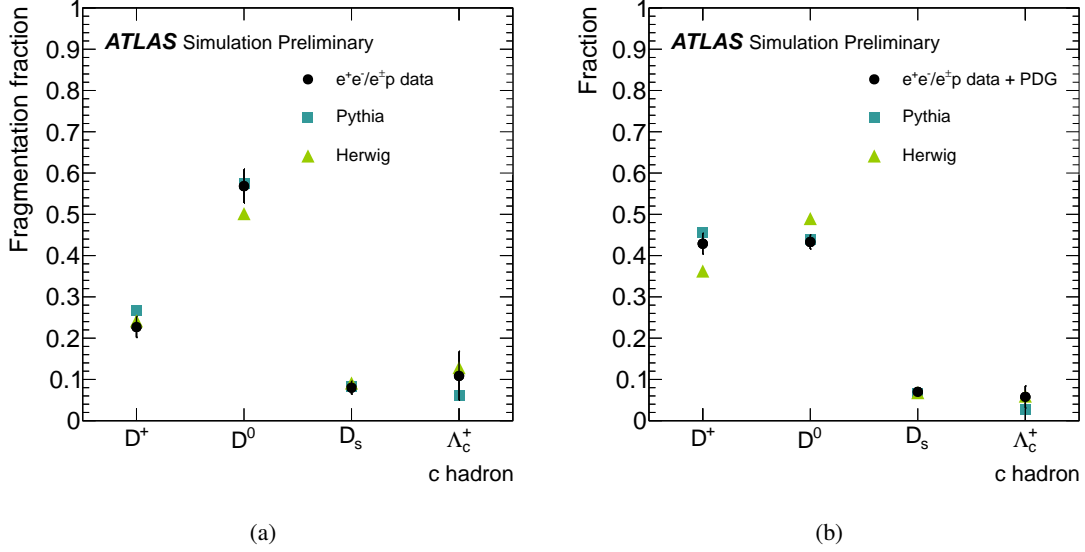 Fragmentation fraction
1
0.9
0.8
0.7
0.6
0.5
0.4
0.3
0.2
0.1
0
ATLAS Simulation Preliminary
e⁺e⁻/e±p data
Pythia
Herwig
D⁺ D⁰ Dₛ Λ_c⁺
c hadron
(a)
Fraction
1
0.9
0.8
0.7
0.6
0.5
0.4
0.3
0.2
0.1
0
ATLAS Simulation Preliminary
e⁺e⁻/e±p data + PDG
Pythia
Herwig
D⁺ D⁰ Dₛ Λ_c⁺
c hadron
(b)